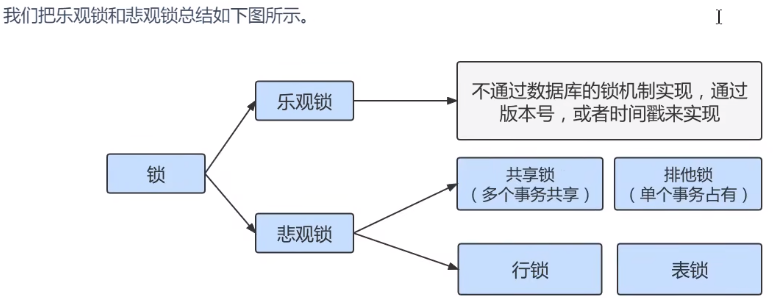 我们把乐观锁和悲观锁总结如下图所示。
乐观锁
不通过数据库的锁机制实现，通过
版本号，或者时间戳来实现
锁
共享锁
（多个事务共享）
排他锁
（单个事务占有）
悲观锁
行锁
表锁